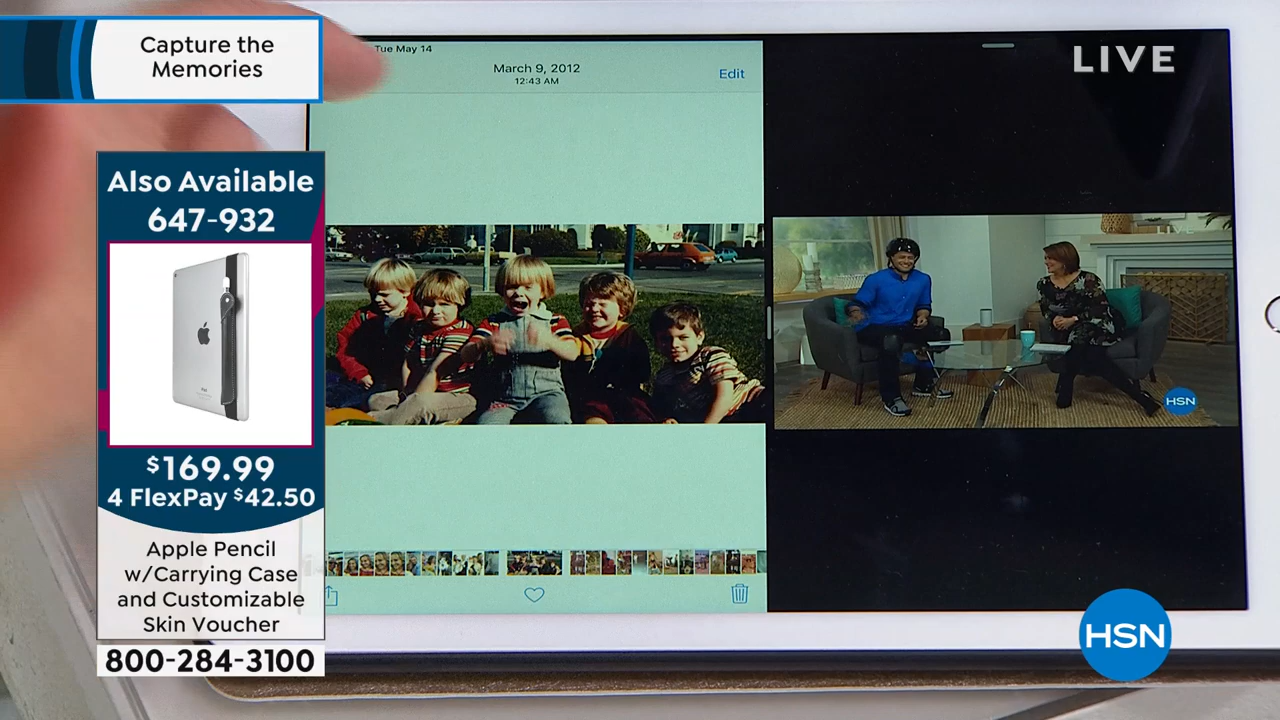 Capture the
Memories
Tue May 14
March 9, 2012
12:43 AM
Edit
LIVE
Also Available
647-932
$169.99
4 FlexPay $42.50
Apple Pencil
w/Carrying Case
and Customizable
Skin Voucher
800-284-3100
HSN
HSN